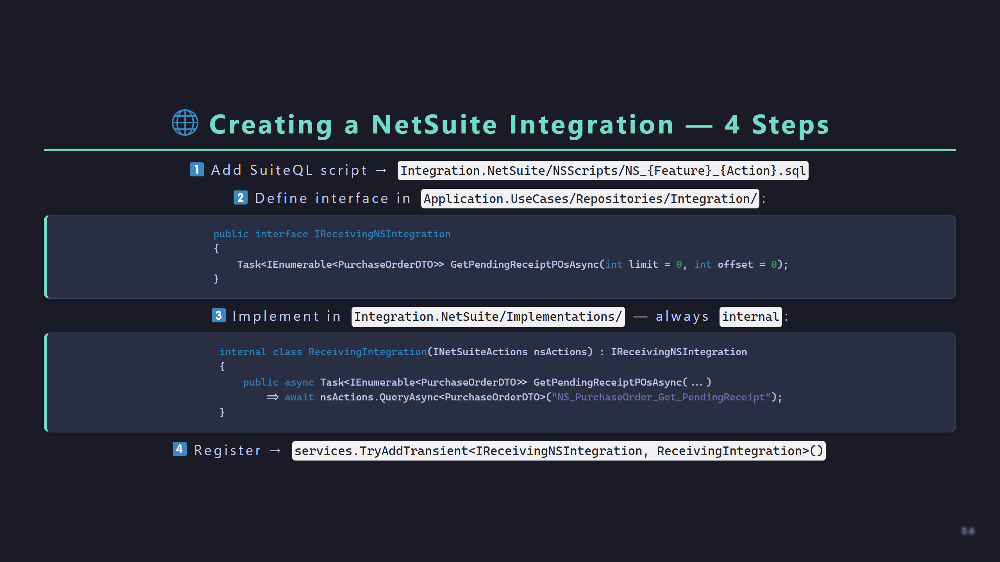 🌐 Creating a NetSuite Integration — 4 Steps
1️⃣ Add SuiteQL script → Integration.NetSuite/NSScripts/NS_{Feature}_{Action}.sql
2️⃣ Define interface in Application.UseCases/Repositories/Integration/:
public interface IReceivingNSIntegration
{
    Task<IEnumerable<PurchaseOrderDTO>> GetPendingReceiptPOsAsync(int limit = 0, int offset = 0);
}
3️⃣ Implement in Integration.NetSuite/Implementations/ — always internal:
internal class ReceivingIntegration(INetSuiteActions nsActions) : IReceivingNSIntegration
{
    public async Task<IEnumerable<PurchaseOrderDTO>> GetPendingReceiptPOsAsync(...)
        => await nsActions.QueryAsync<PurchaseOrderDTO>("NS_PurchaseOrder_Get_PendingReceipt");
}
4️⃣ Register → services.TryAddTransient<IReceivingNSIntegration, ReceivingIntegration>()
54